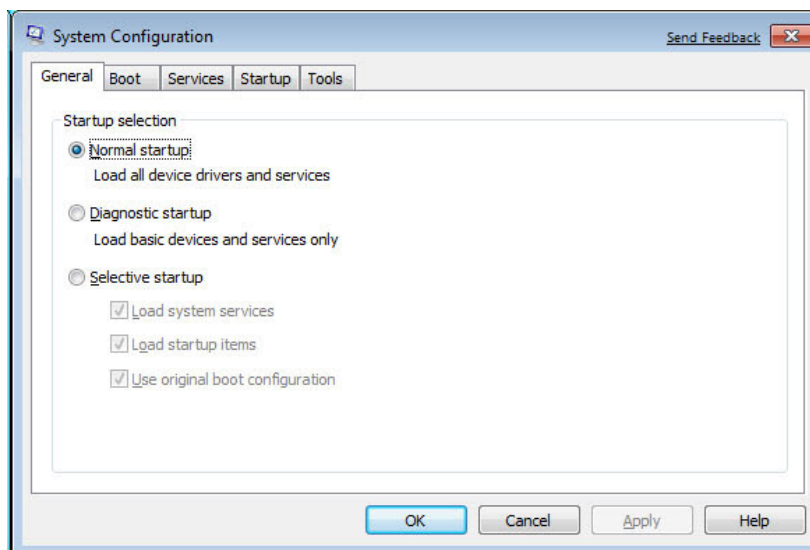 System Configuration
Send Feedback
General Boot Services Startup Tools
Startup selection
Normal startup
Load all device drivers and services
Diagnostic startup
Load basic devices and services only
Selective startup
Load system services
Load startup items
Use original boot configuration
OK Cancel Apply Help